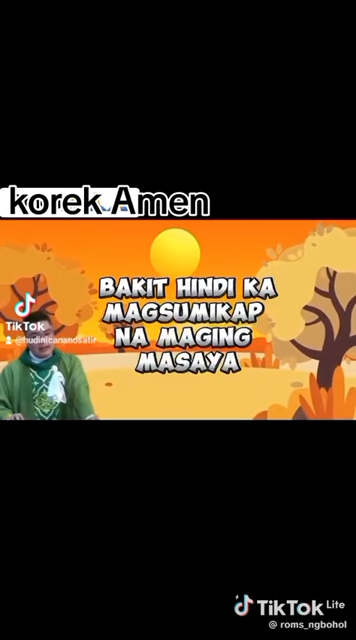 korek Amen
BAKIT HINDI KA
MAGSUMIKAP
NA MAGING
MASAYA
TikTok
TikTok Lite
@ roms_ngbohol